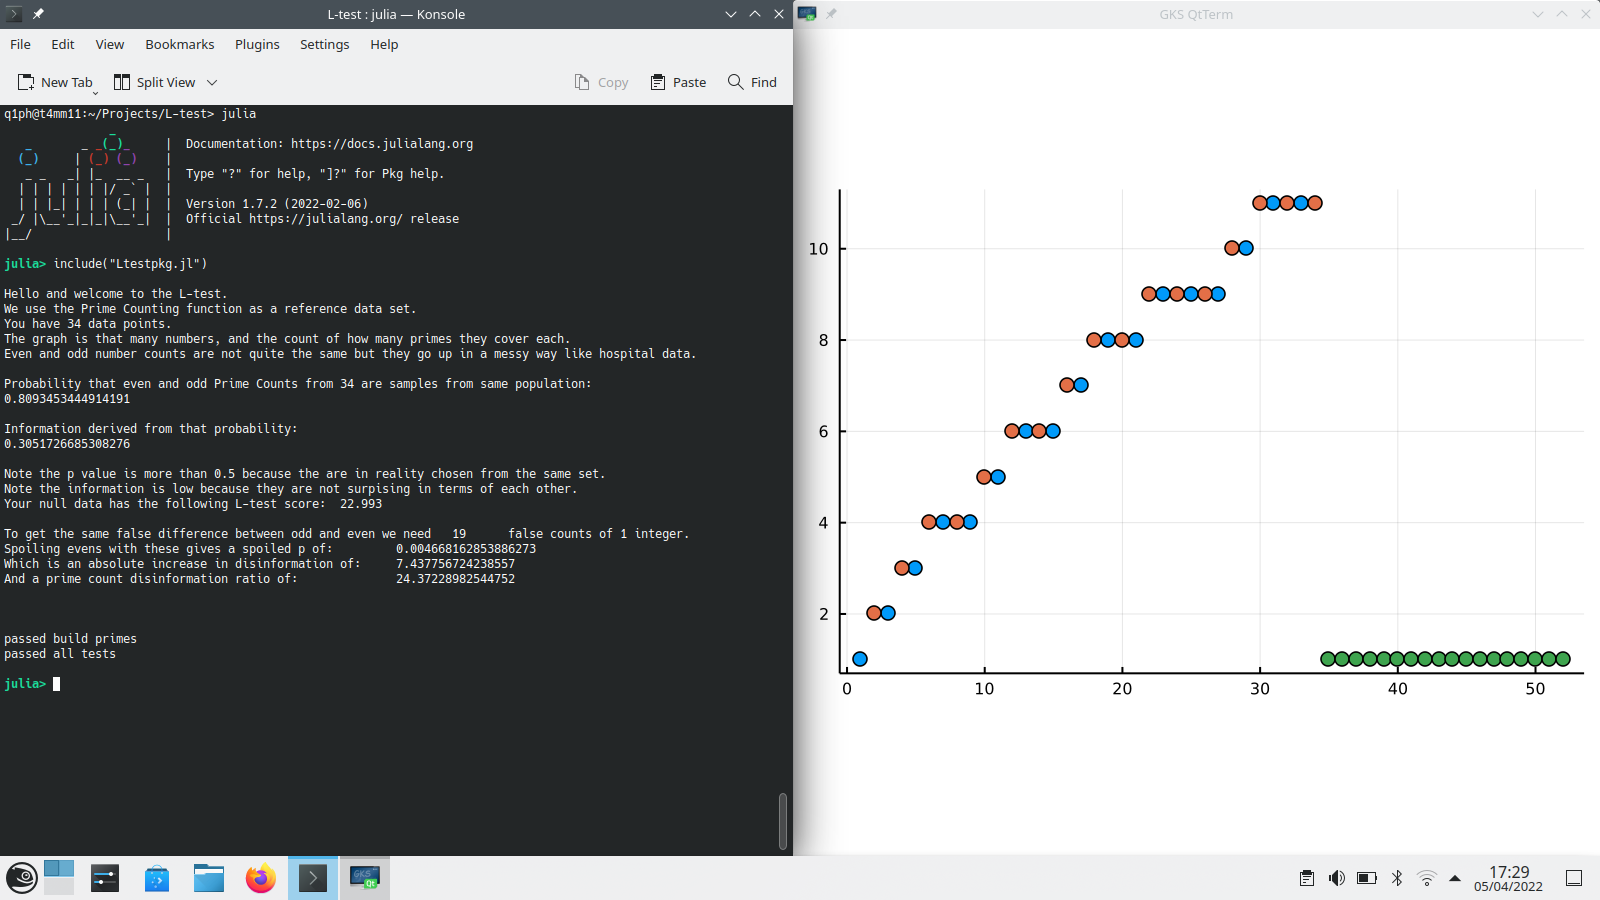 L-test : julia — Konsole
File Edit View Bookmarks Plugins Settings Help
New Tab Split View Copy Paste Find
q1ph@t4mm11:~/Projects/L-test> julia
| Documentation: https://docs.julialang.org
| Type "?" for help, "]?" for Pkg help.
| Version 1.7.2 (2022-02-06)
| Official https://julialang.org/ release
julia> include("Ltestpkg.jl")
Hello and welcome to the L-test.
We use the Prime Counting function as a reference data set.
You have 34 data points.
The graph is that many numbers, and the count of how many primes they cover each.
Even and odd number counts are not quite the same but they go up in a messy way like hospital data.
Probability that even and odd Prime Counts from 34 are samples from same population:
0.8093453444914191
Information derived from that probability:
0.3051726685308276
Note the p value is more than 0.5 because the are in reality chosen from the same set.
Note the information is low because they are not surpising in terms of each other.
Your null data has the following L-test score: 22.993
To get the same false difference between odd and even we need 19 false counts of 1 integer.
Spoiling evens with these gives a spoiled p of: 0.004668162853886273
Which is an absolute increase in disinformation of: 7.437756724238557
And a prime count disinformation ratio of: 24.37228982544752
passed build primes
passed all tests
julia>
GKS QtTerm
10
8
6
4
2
0 10 20 30 40 50
GKS Qt
17:29
05/04/2022